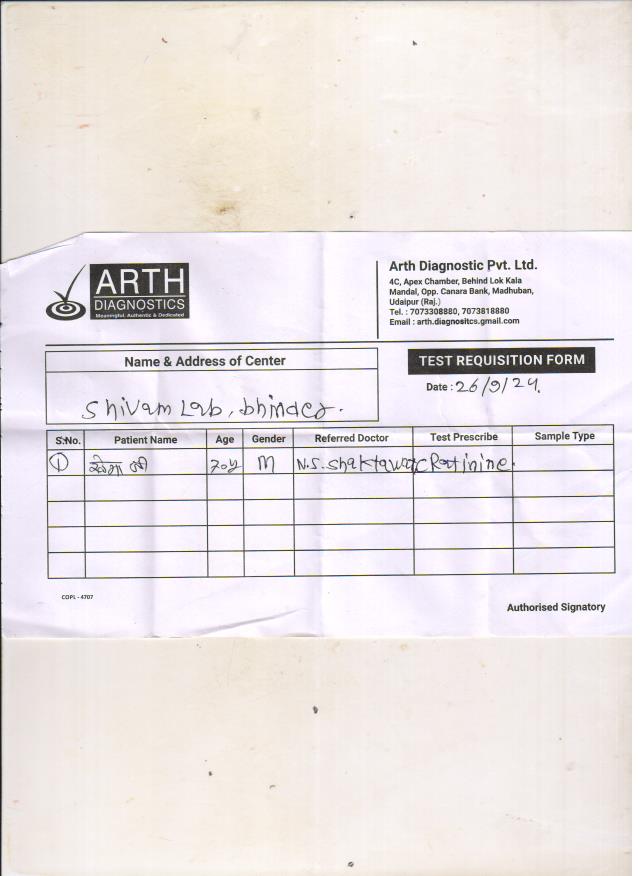 ARTH
DIAGNOSTICS
Meaningful, Authentic & Dedicated
Arth Diagnostic Pvt. Ltd.
4C, Apex Chamber, Behind Lok Kala
Mandal, Opp. Canara Bank, Madhuban,
Udaipur (Raj.)
Tel. : 7073308880, 7073818880
Email : arth.diagnositcs.gmail.com
Name & Address of Center
TEST REQUISITION FORM
Date : 26/9/24.
Shivam Lab, bhinder.
S.No. Patient Name Age Gender Referred Doctor Test Prescribe Sample Type
1 जी 70y M N.S. Shaktawat Cratinine.
COPL - 4707
Authorised Signatory